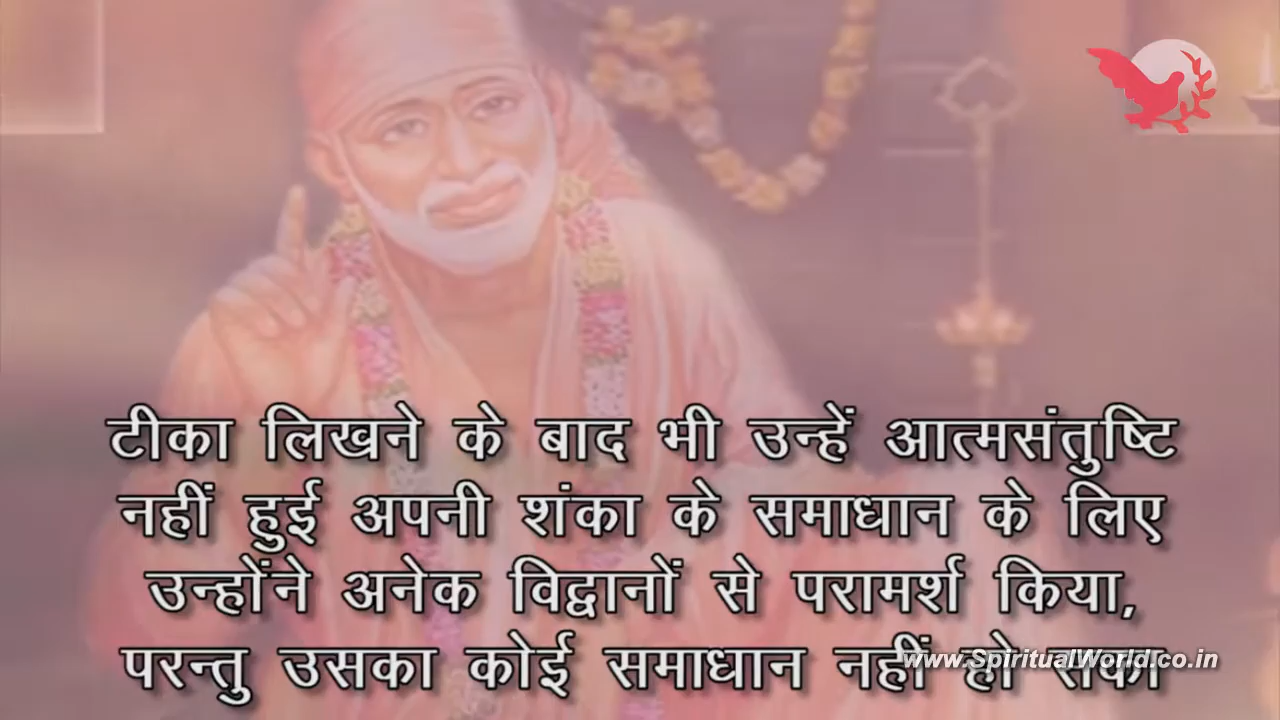 टीका लिखने के बाद भी उन्हें आत्मसंतुष्टि
नहीं हुई अपनी शंका के समाधान के लिए
उन्होंने अनेक विद्वानों से परामर्श किया,
परन्तु उसका कोई समाधान नहीं हो सका
www.SpiritualWorld.co.in